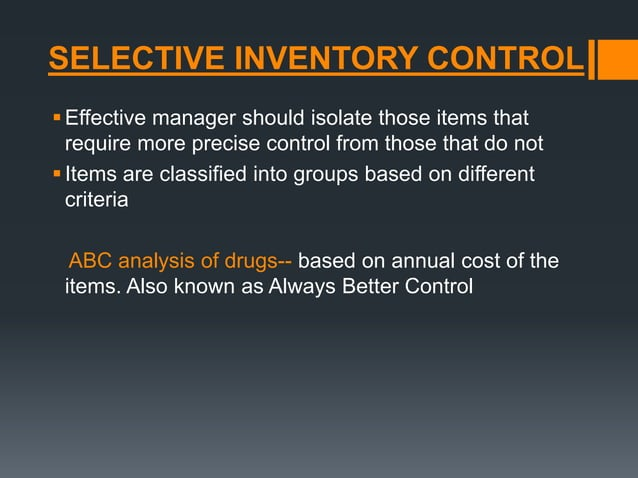 SELECTIVE INVENTORY CONTROL
▪Effective manager should isolate those items that
require more precise control from those that do not
▪Items are classified into groups based on different
criteria
ABC analysis of drugs-- based on annual cost of the
items. Also known as Always Better Control